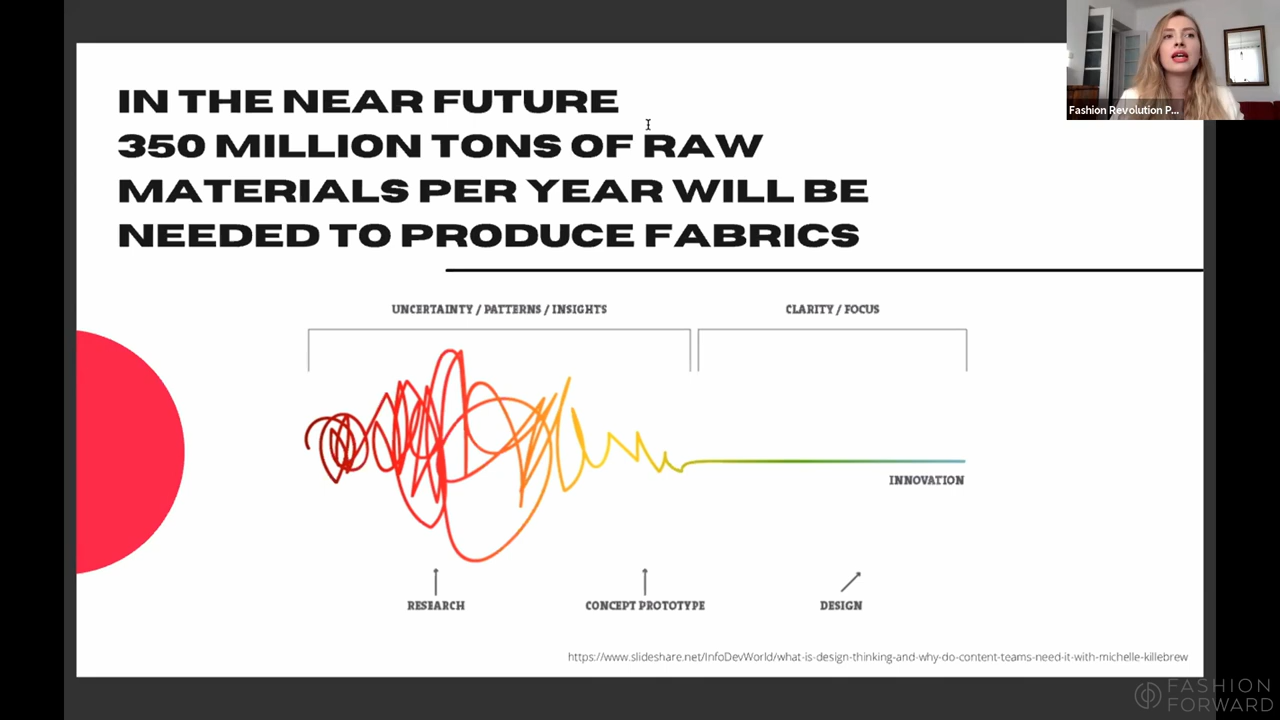 IN THE NEAR FUTURE
350 MILLION TONS OF RAW
MATERIALS PER YEAR WILL BE
NEEDED TO PRODUCE FABRICS
Fashion Revolution P...
UNCERTAINTY / PATTERNS / INSIGHTS
CLARITY / FOCUS
INNOVATION
RESEARCH
CONCEPT PROTOTYPE
DESIGN
https://www.slideshare.net/InfoDevWorld/what-is-design-thinking-and-why-do-content-teams-need-it-with-michelle-killebrew
FASHION
FORWARD